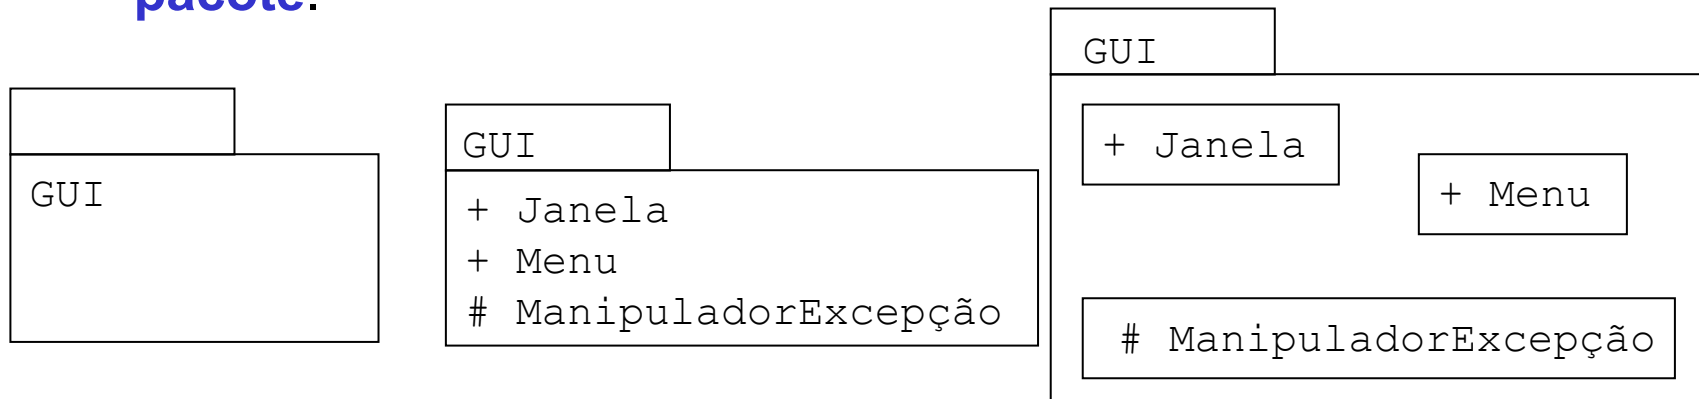 pacote.
GUI
GUI
+ Janela
+ Menu
# ManipuladorExcepção
GUI
+ Janela
+ Menu
# ManipuladorExcepção